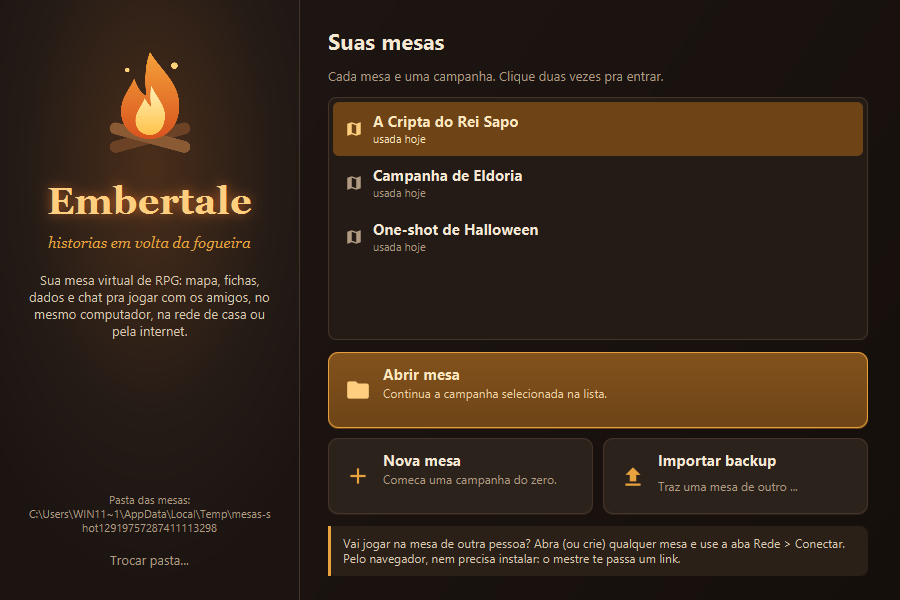 Embertale
historias em volta da fogueira
Sua mesa virtual de RPG: mapa, fichas,
dados e chat pra jogar com os amigos, no
mesmo computador, na rede de casa ou
pela internet.
Pasta das mesas:
C:\Users\WIN11~1\AppData\Local\Temp\mesas-s
hot12919757287411113298
Trocar pasta...
Suas mesas
Cada mesa e uma campanha. Clique duas vezes pra entrar.
A Cripta do Rei Sapo
usada hoje
Campanha de Eldoria
usada hoje
One-shot de Halloween
usada hoje
Abrir mesa
Continua a campanha selecionada na lista.
Nova mesa
Comeca uma campanha do zero.
Importar backup
Traz uma mesa de outro ...
Vai jogar na mesa de outra pessoa? Abra (ou crie) qualquer mesa e use a aba Rede > Conectar.
Pelo navegador, nem precisa instalar: o mestre te passa um link.